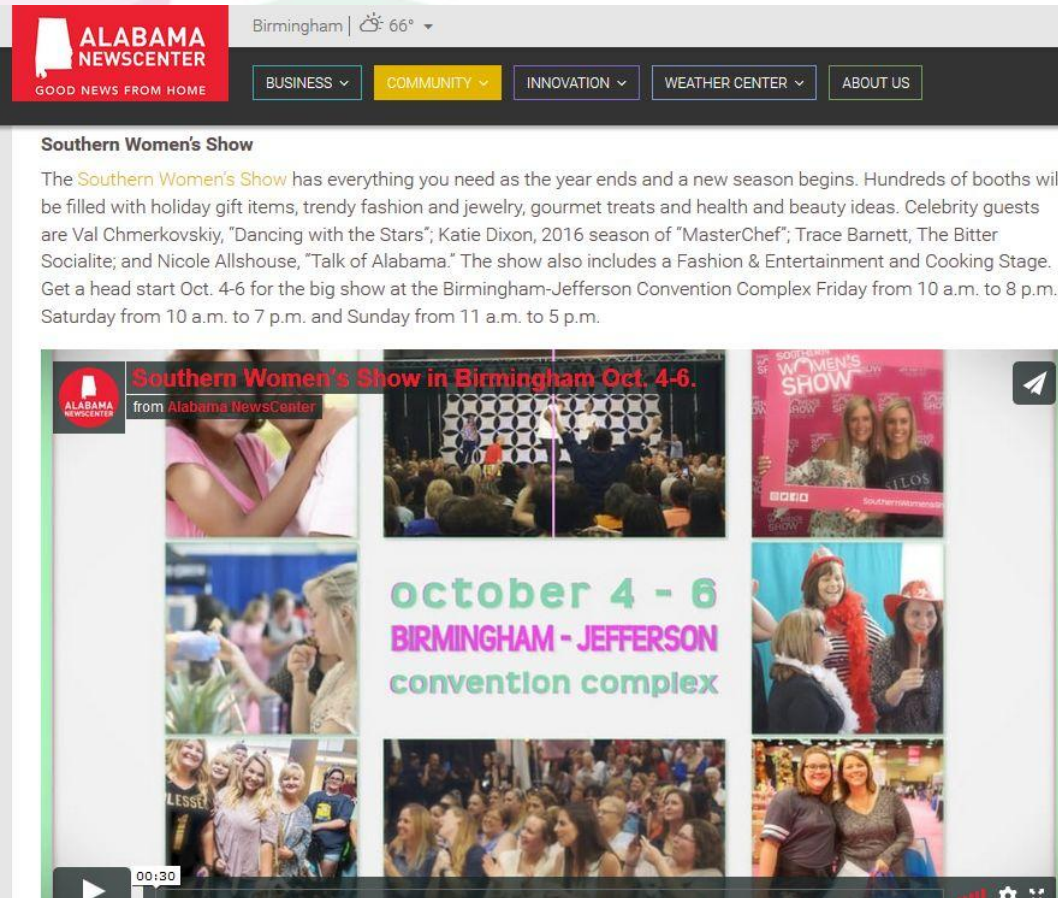 ALABAMA
NEWSCENTER
GOOD NEWS FROM HOME
Birmingham | 66°
BUSINESS
COMMUNITY
INNOVATION
WEATHER CENTER
ABOUT US
Southern Women's Show
The Southern Women's Show has everything you need as the year ends and a new season begins. Hundreds of booths wil
be filled with holiday gift items, trendy fashion and jewelry, gourmet treats and health and beauty ideas. Celebrity guests
are Val Chmerkovskiy, "Dancing with the Stars"; Katie Dixon, 2016 season of "MasterChef"; Trace Barnett, The Bitter
Socialite; and Nicole Allshouse, "Talk of Alabama." The show also includes a Fashion & Entertainment and Cooking Stage.
Get a head start Oct. 4-6 for the big show at the Birmingham-Jefferson Convention Complex Friday from 10 a.m. to 8 p.m.
Saturday from 10 a.m. to 7 p.m. and Sunday from 11 a.m. to 5 p.m.
ALABAMA
NEWSCENTER
Southern Women's Show in Birmingham Oct. 4-6.
from Alabama NewsCenter
SOUTHERN
WOMEN'S
SHOW
SILOS
october 4 - 6
BIRMINGHAM - JEFFERSON
convention complex
00:30